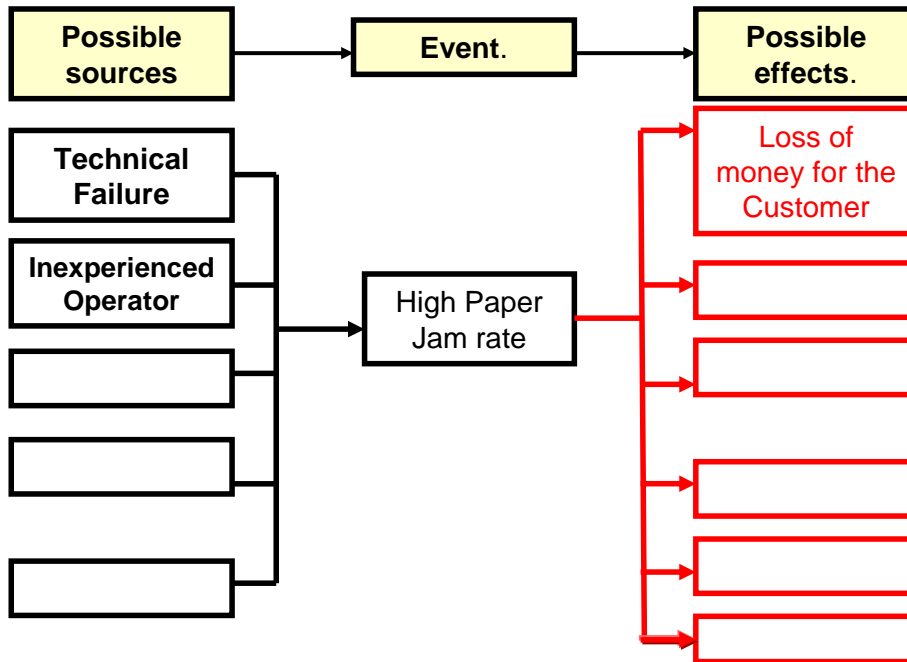 Possible
sources
Event.
Possible
effects.
Technical
Failure
Inexperienced
Operator
High Paper
Jam rate
Loss of
money for the
Customer